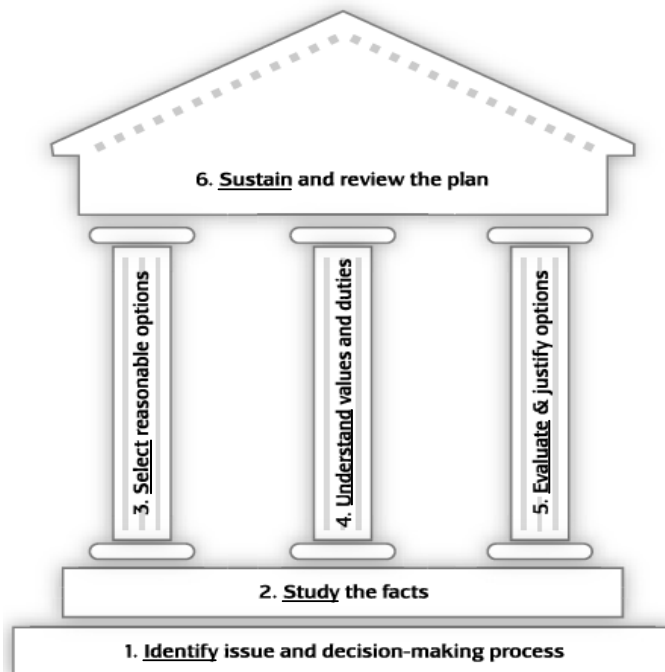 6. Sustain and review the plan
3. Select reasonable options
4. Understand values and duties
5. Evaluate & justify options
2. Study the facts
1. Identify issue and decision-making process